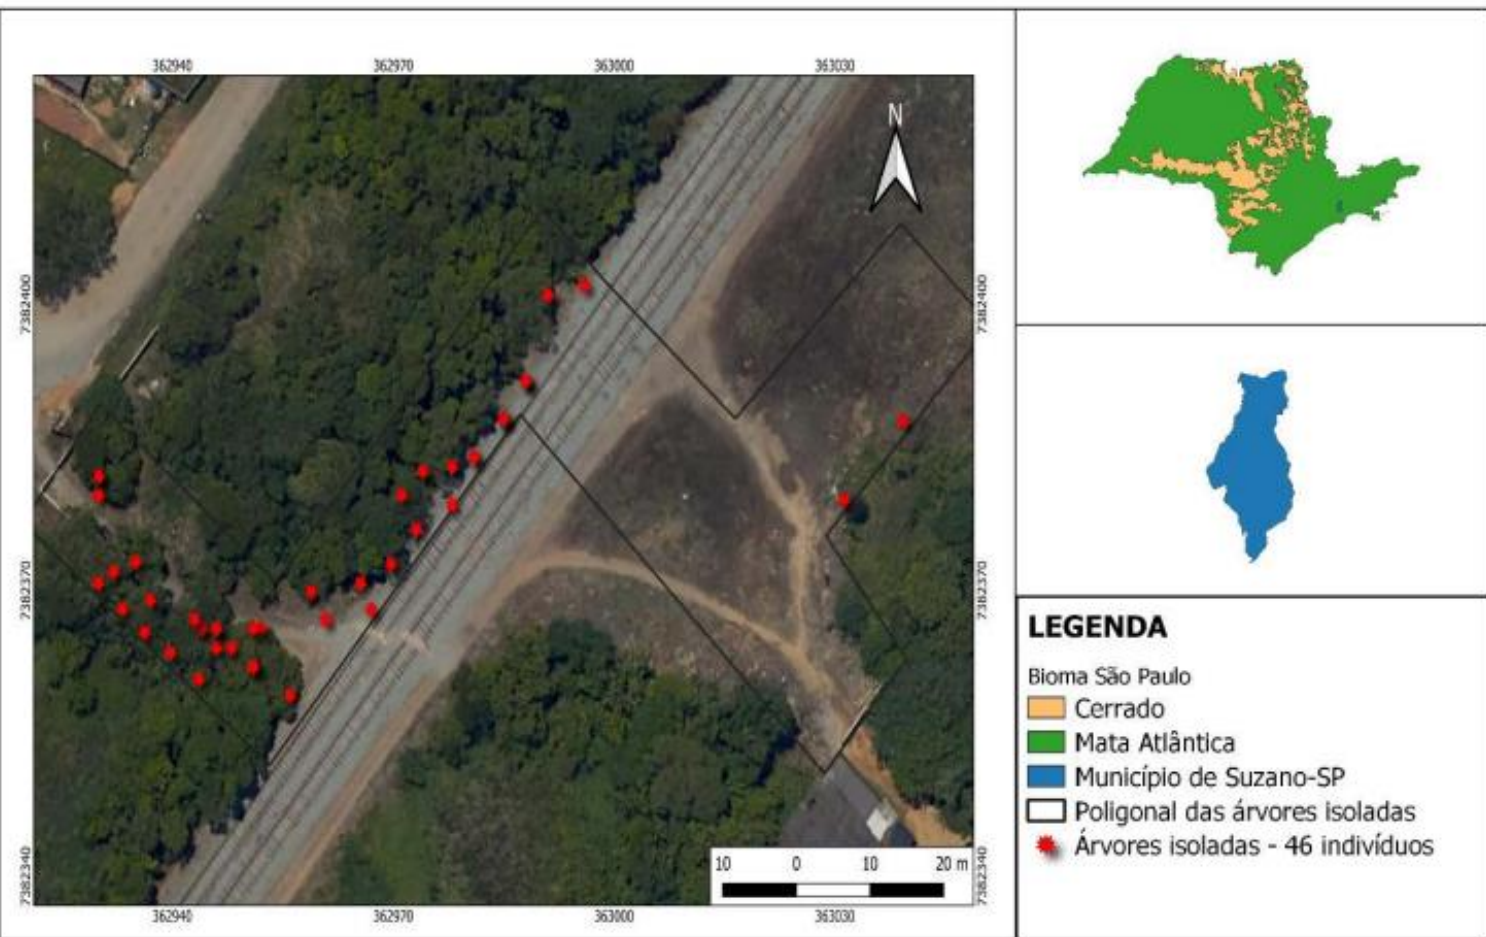 362940 362970 363000 363030
N
7382400 7382400
7382370 7382370
7382340 7382340
10 0 10 20 m
362940 362970 363000 363030
LEGENDA
Bioma São Paulo
Cerrado
Mata Atlântica
Município de Suzano-SP
Poligonal das árvores isoladas
Árvores isoladas - 46 indivíduos